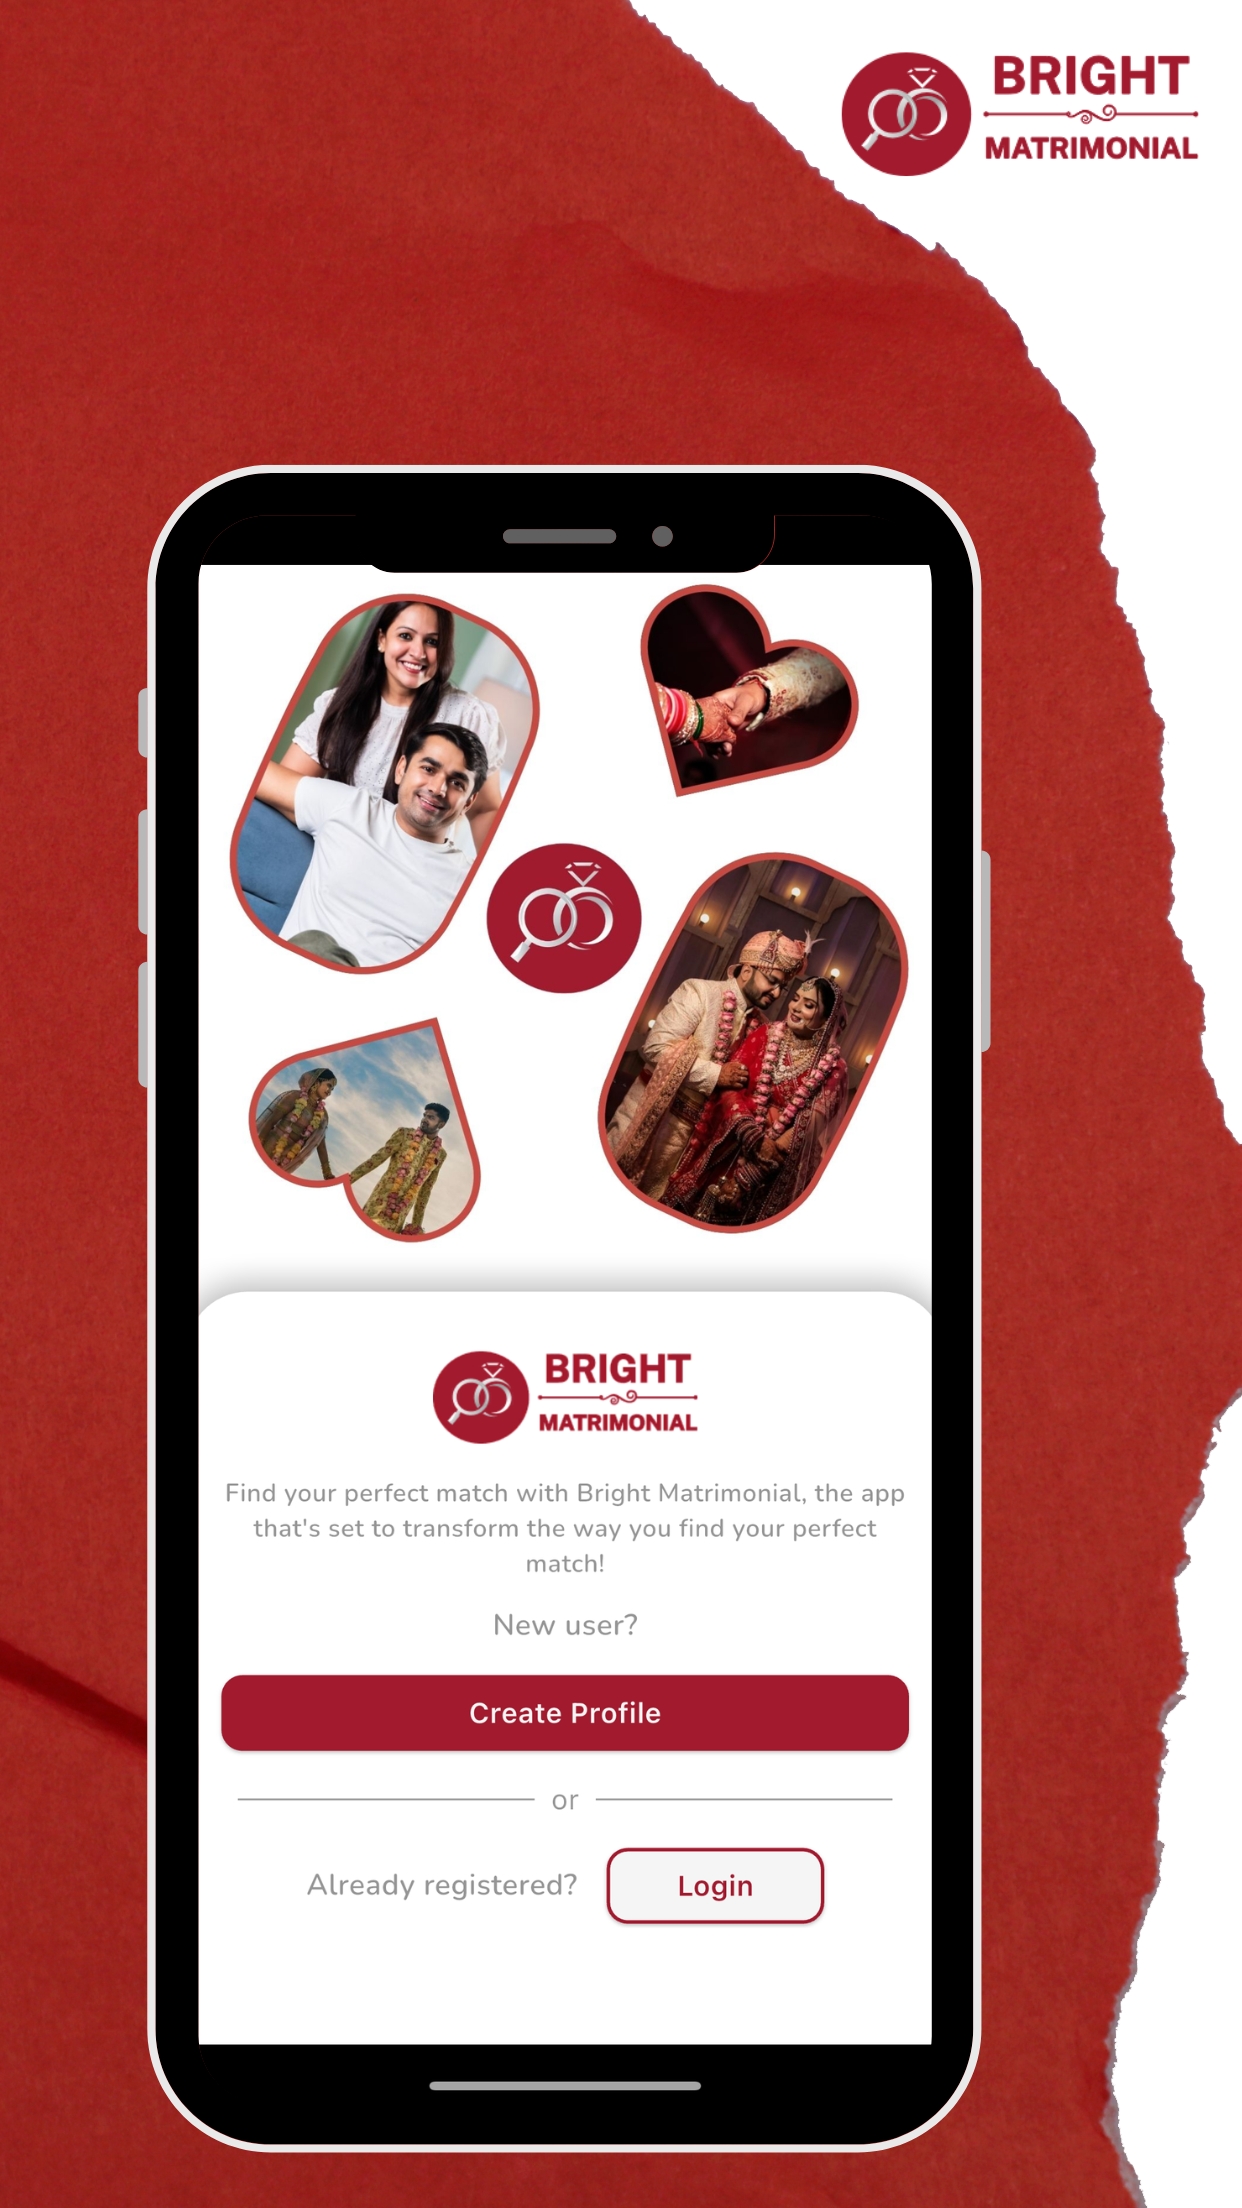 BRIGHT
MATRIMONIAL
BRIGHT
MATRIMONIAL
Find your perfect match with Bright Matrimonial, the app
that's set to transform the way you find your perfect
match!
New user?
Create Profile
or
Already registered?
Login